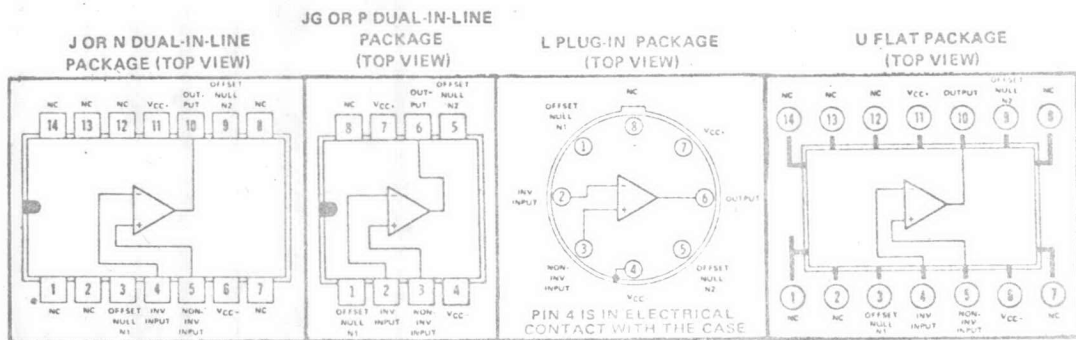 J OR N DUAL-IN-LINE
PACKAGE (TOP VIEW)
NC
NC
NC
VCC+
OUT-
PUT
OFFSET
NULL
N2
NC
14
13
12
11
10
9
8
1
2
3
4
5
6
7
NC
NC
OFFSET
NULL
N1
INV
INPUT
NON-
INV
INPUT
VCC-
NC
JG OR P DUAL-IN-LINE
PACKAGE
(TOP VIEW)
NC
VCC+
OUT-
PUT
OFFSET
NULL
N2
8
7
6
5
1
2
3
4
OFFSET
NULL
N1
INV
INPUT
NON-
INV
INPUT
VCC-
L PLUG-IN PACKAGE
(TOP VIEW)
NC
OFFSET
NULL
N1
VCC+
8
1
7
INV
INPUT
2
6
OUTPUT
3
5
4
NON-
INV
INPUT
OFFSET
NULL
N2
VCC-
PIN 4 IS IN ELECTRICAL
CONTACT WITH THE CASE
U FLAT PACKAGE
(TOP VIEW)
NC
NC
NC
VCC+
OUTPUT
OFFSET
NULL
N2
NC
14
13
12
11
10
9
8
1
2
3
4
5
6
7
NC
NC
OFFSET
NULL
N1
INV
INPUT
NON-
INV
INPUT
VCC-
NC